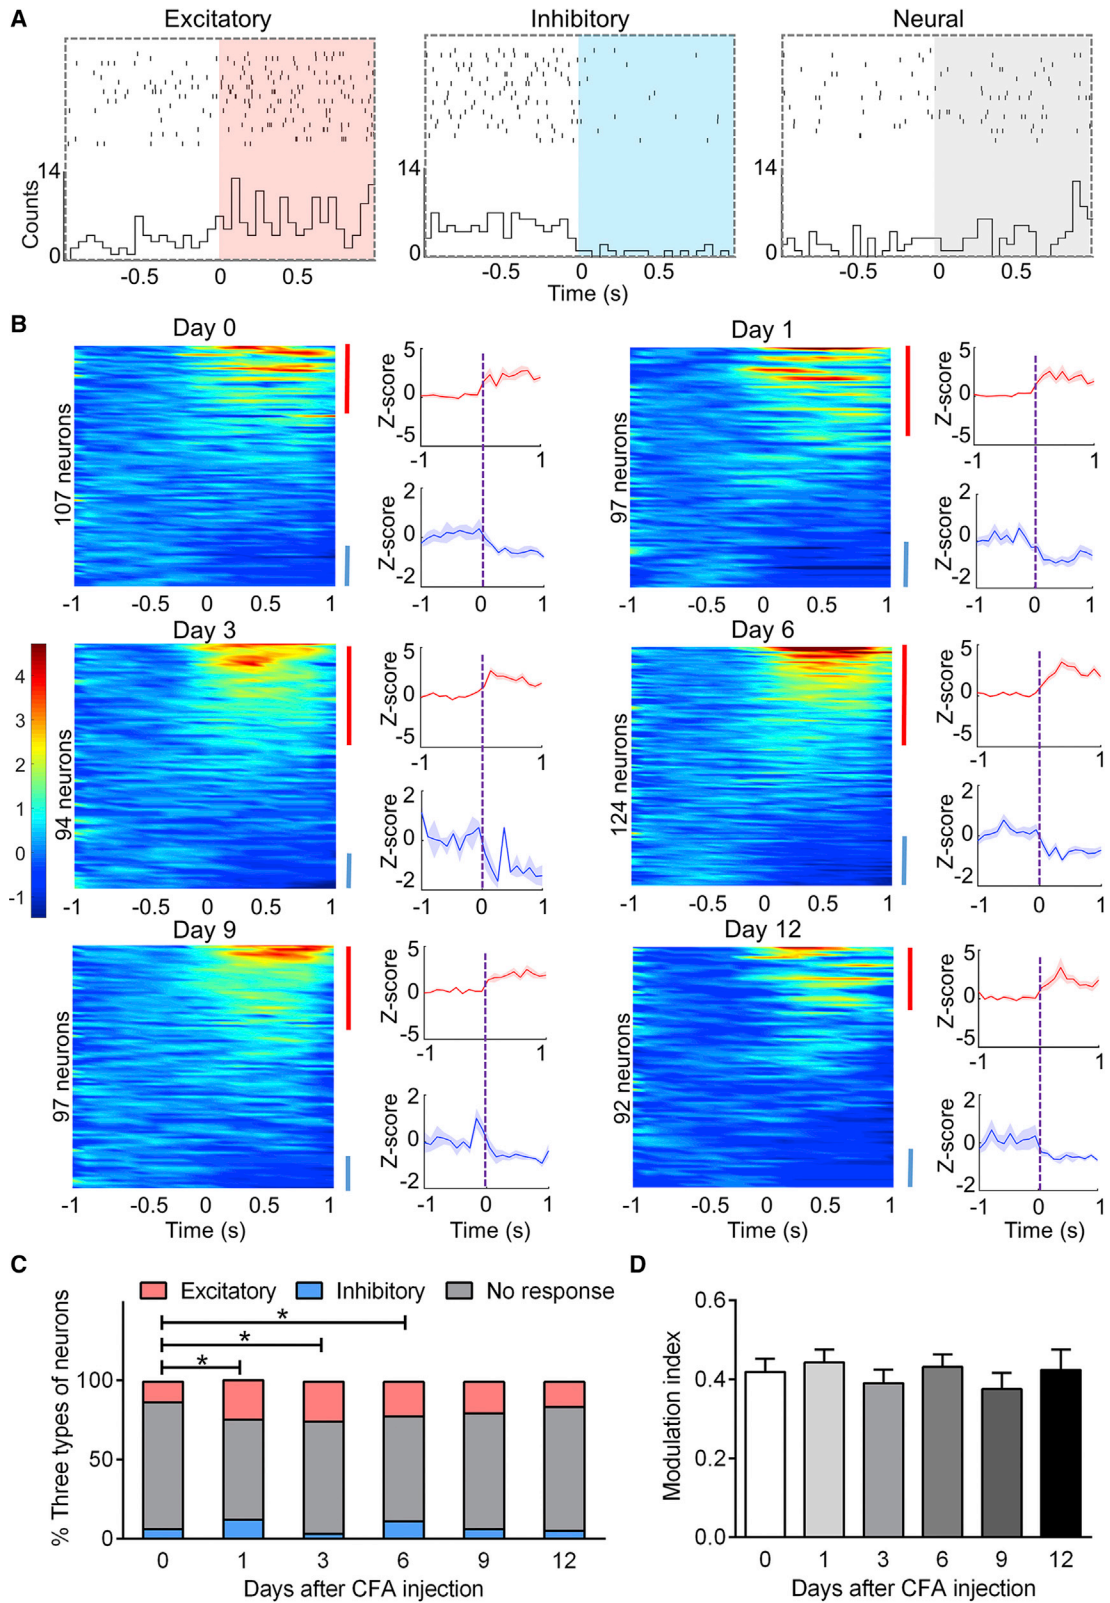 A
Excitatory
Inhibitory
Neural
Counts
14
0
-0.5 0 0.5
14
0
-0.5 0 0.5
14
0
-0.5 0 0.5
Time (s)
B
Day 0
107 neurons
-1 -0.5 0 0.5 1
Z-score
5
0
-5
-1 1
Z-score
2
0
-2
-1 0 1
Day 1
97 neurons
-1 -0.5 0 0.5 1
Z-score
5
0
-5
-1 1
Z-score
2
0
-2
-1 0 1
4
3
2
1
0
-1
Day 3
94 neurons
-1 -0.5 0 0.5 1
Z-score
5
0
-5
-1 1
Z-score
2
0
-2
-1 0 1
Day 6
124 neurons
-1 -0.5 0 0.5 1
Z-score
5
0
-5
-1 1
Z-score
2
0
-2
-1 0 1
Day 9
97 neurons
-1 -0.5 0 0.5 1
Time (s)
Z-score
5
0
-5
-1 1
Z-score
2
0
-2
-1 0 1
Time (s)
Day 12
92 neurons
-1 -0.5 0 0.5 1
Time (s)
Z-score
5
0
-5
-1 1
Z-score
2
0
-2
-1 0 1
Time (s)
C
Excitatory Inhibitory No response
*
*
*
% Three types of neurons
100
50
0
0 1 3 6 9 12
Days after CFA injection
D
Modulation index
0.6
0.4
0.2
0.0
0 1 3 6 9 12
Days after CFA injection